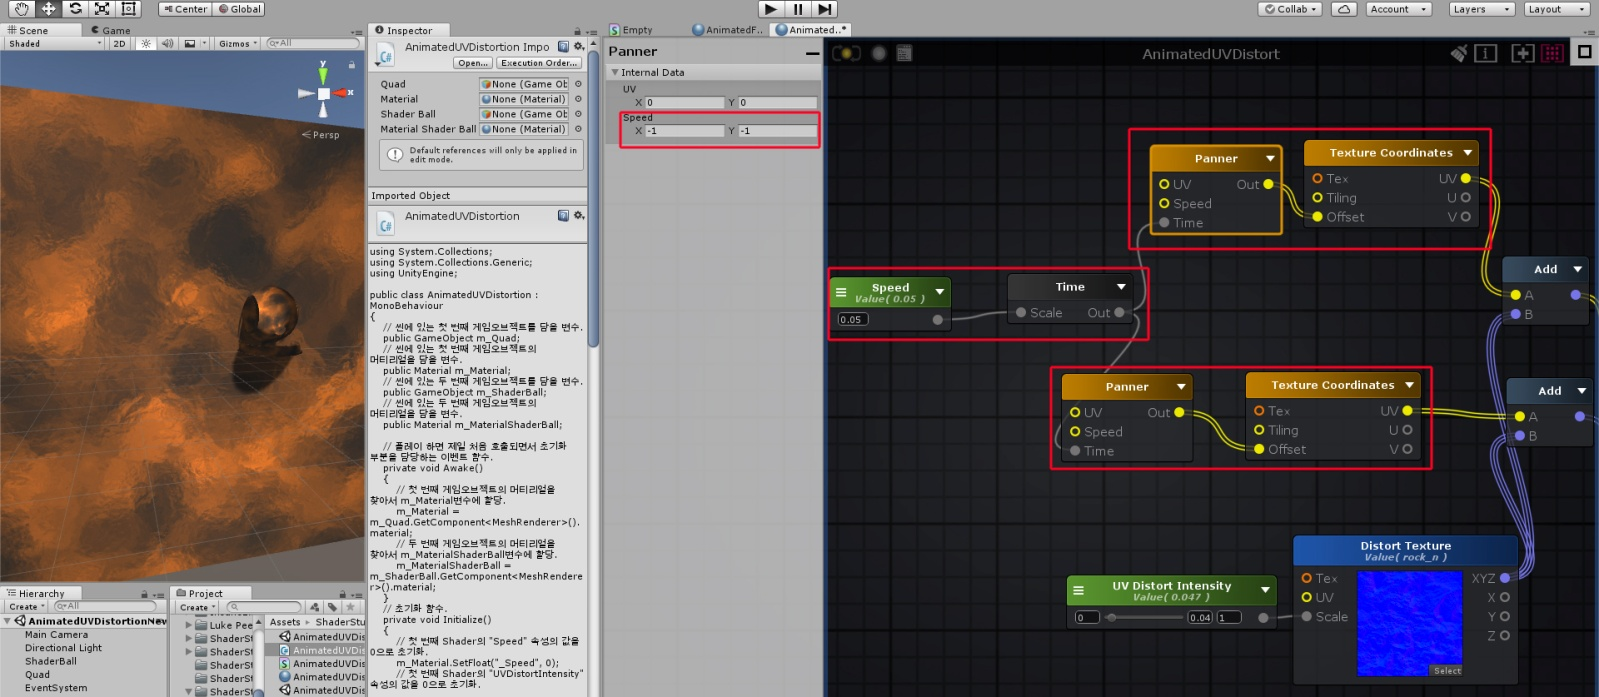 Center
Global
Collab
Account
Layers
Layout
Scene
Game
Shaded
2D
Gizmos
All
y
x
Persp
Inspector
AnimatedUVDistortion Impo
Open...
Execution Order...
Quad
None (Game Ob
Material
None (Material)
Shader Ball
None (Game Ob
Material Shader Ball
None (Material)
Default references will only be applied in
edit mode.
Imported Object
AnimatedUVDistortion
using System.Collections;
using System.Collections.Generic;
using UnityEngine;
public class AnimatedUVDistortion :
MonoBehaviour
{
// 씬에 있는 첫 번째 게임오브젝트를 담을 변수.
public GameObject m_Quad;
// 씬에 있는 첫 번째 게임오브젝트의
머티리얼을 담을 변수.
public Material m_Material;
// 씬에 있는 두 번째 게임오브젝트를 담을 변수.
public GameObject m_ShaderBall;
// 씬에 있는 두 번째 게임오브젝트의
머티리얼을 담을 변수.
public Material m_MaterialShaderBall;
// 플레이 하면 제일 처음 호출되면서 초기화
부분을 담당하는 이벤트 함수.
private void Awake()
{
// 첫 번째 게임오브젝트의 머티리얼을
찾아서 m_Material변수에 할당.
m_Material =
m_Quad.GetComponent<MeshRenderer>().
material;
// 두 번째 게임오브젝트의 머티리얼을
찾아서 m_MaterialShaderBall변수에 할당.
m_MaterialShaderBall =
m_ShaderBall.GetComponent<MeshRendere
r>().material;
}
// 초기화 함수.
private void Initialize()
{
// 첫 번째 Shader의 "Speed" 속성의 값을
0으로 초기화.
m_Material.SetFloat("_Speed", 0);
// 첫 번째 Shader의 "UVDistortIntensity"
속성의 값을 0으로 초기화.
Hierarchy
Create
All
AnimatedUVDistortionNew
Main Camera
Directional Light
ShaderBall
Quad
EventSystem
Project
Create
Luke Pee
ShaderSt
ShaderSt
ShaderSt
ShaderSt
ShaderSt
Assets
ShaderStu
AnimatedUVDis
AnimatedUVDis
AnimatedUVDis
AnimatedUVDis
AnimatedUVDis
Empty
AnimatedF..
Animated..*
Panner
Internal Data
UV
X 0 Y 0
Speed
X -1 Y -1
AnimatedUVDistort
Panner
UV Out
Speed
Time
Texture Coordinates
Tex UV
Tiling U
Offset V
Speed
Value( 0.05 )
0.05
Time
Scale Out
Add
A
B
Panner
UV Out
Speed
Time
Texture Coordinates
Tex UV
Tiling U
Offset V
Add
A
B
UV Distort Intensity
Value( 0.047 )
0 0.04 1
Distort Texture
Value( rock_n )
Tex XYZ
UV X
Scale Y
Z
Select